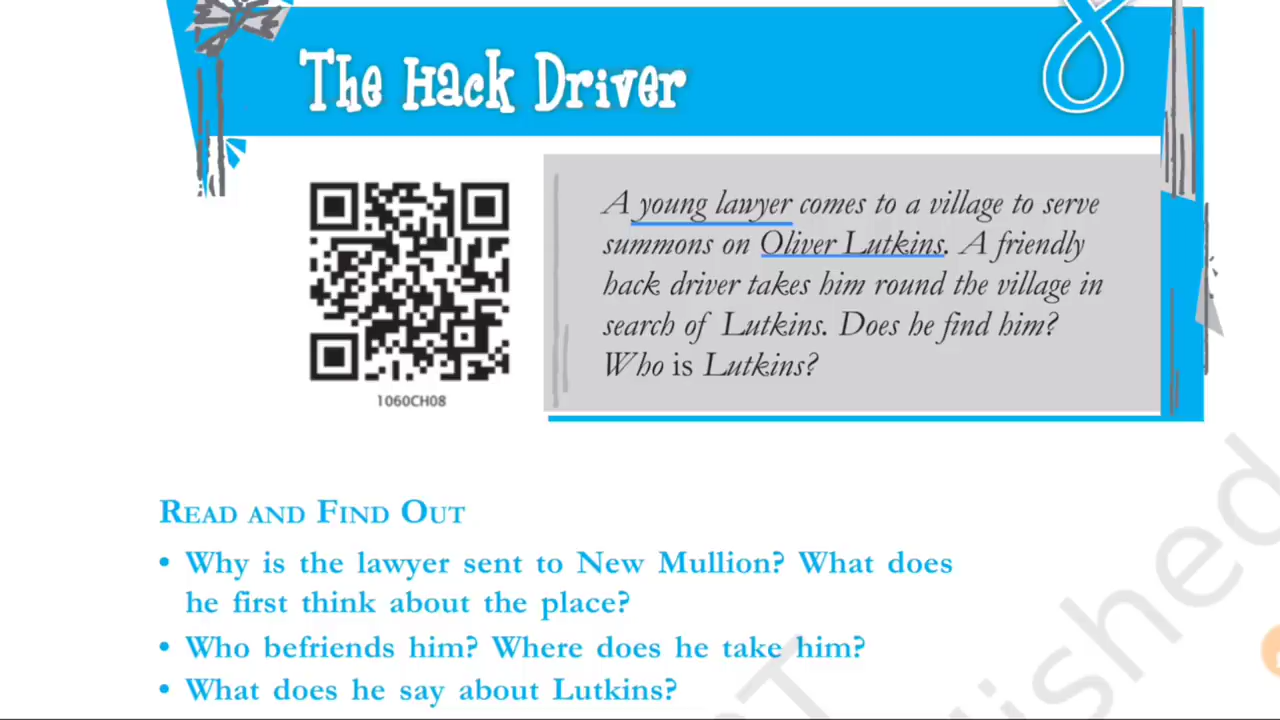 The Hack Driver
8
A young lawyer comes to a village to serve
summons on Oliver Lutkins. A friendly
hack driver takes him round the village in
search of Lutkins. Does he find him?
Who is Lutkins?
1060CH08
READ AND FIND OUT
• Why is the lawyer sent to New Mullion? What does
he first think about the place?
• Who befriends him? Where does he take him?
• What does he say about Lutkins?